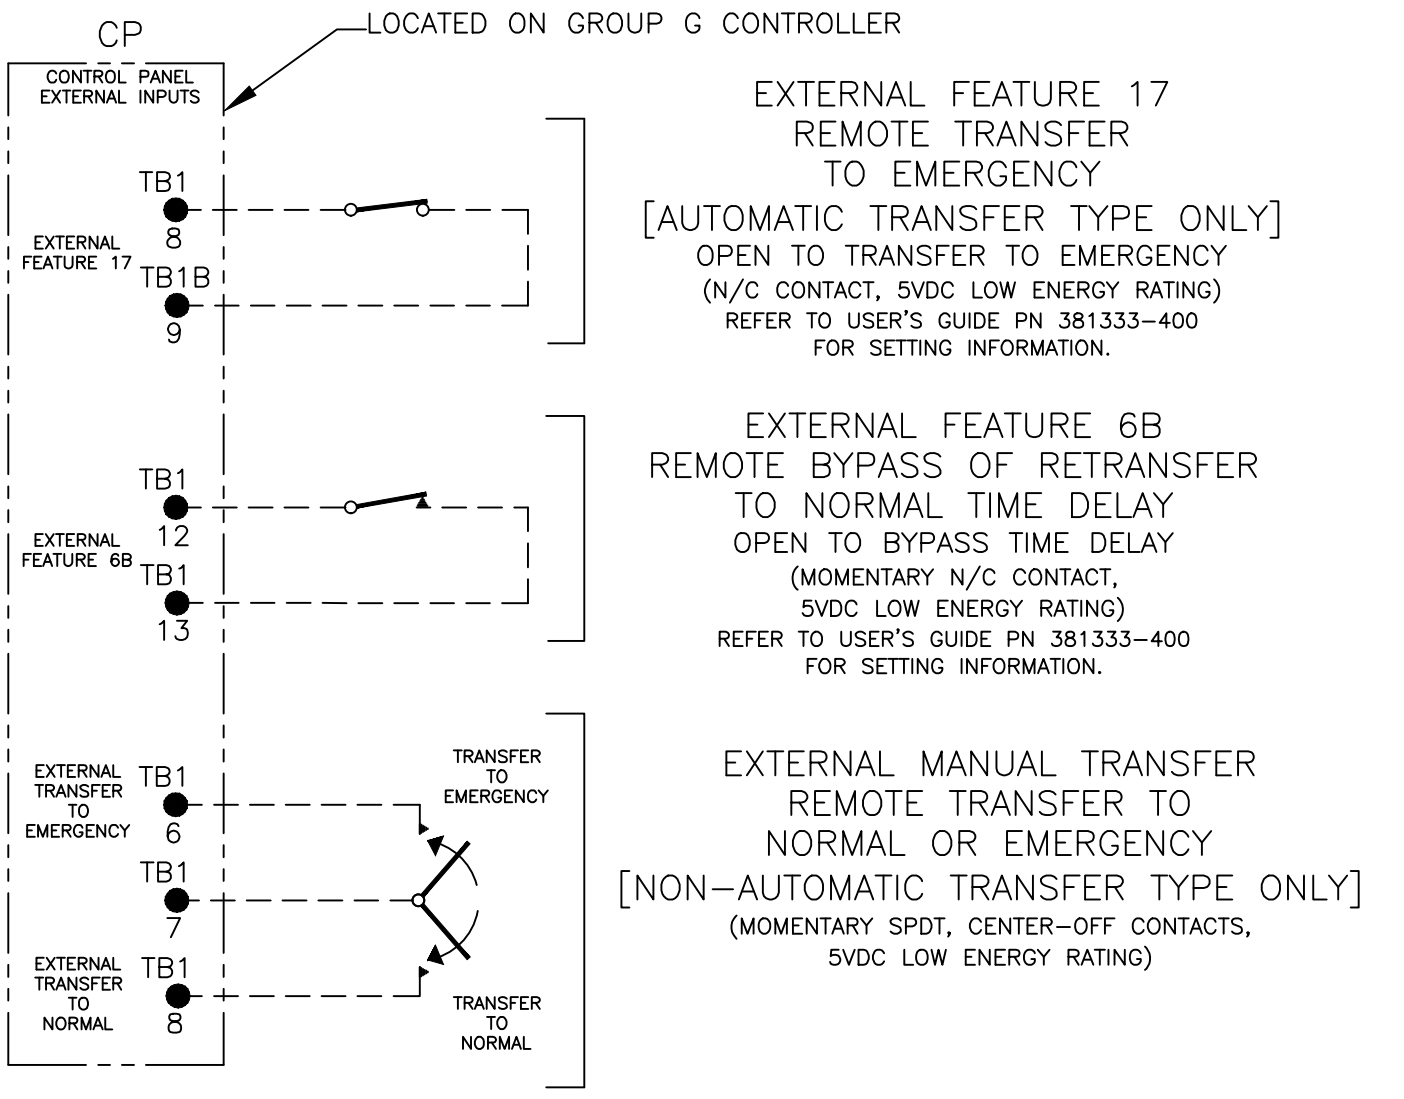 CP
LOCATED ON GROUP G CONTROLLER
CONTROL PANEL
EXTERNAL INPUTS
TB1
8
EXTERNAL
FEATURE 17
TB1B
9
EXTERNAL FEATURE 17
REMOTE TRANSFER
TO EMERGENCY
[AUTOMATIC TRANSFER TYPE ONLY]
OPEN TO TRANSFER TO EMERGENCY
(N/C CONTACT, 5VDC LOW ENERGY RATING)
REFER TO USER'S GUIDE PN 381333-400
FOR SETTING INFORMATION.
TB1
12
EXTERNAL
FEATURE 6B
TB1
13
EXTERNAL FEATURE 6B
REMOTE BYPASS OF RETRANSFER
TO NORMAL TIME DELAY
OPEN TO BYPASS TIME DELAY
(MOMENTARY N/C CONTACT,
5VDC LOW ENERGY RATING)
REFER TO USER'S GUIDE PN 381333-400
FOR SETTING INFORMATION.
EXTERNAL
TRANSFER
TO
EMERGENCY
TB1
6
TB1
7
EXTERNAL
TRANSFER
TO
NORMAL
TB1
8
TRANSFER
TO
EMERGENCY
TRANSFER
TO
NORMAL
EXTERNAL MANUAL TRANSFER
REMOTE TRANSFER TO
NORMAL OR EMERGENCY
[NON-AUTOMATIC TRANSFER TYPE ONLY]
(MOMENTARY SPDT, CENTER-OFF CONTACTS,
5VDC LOW ENERGY RATING)